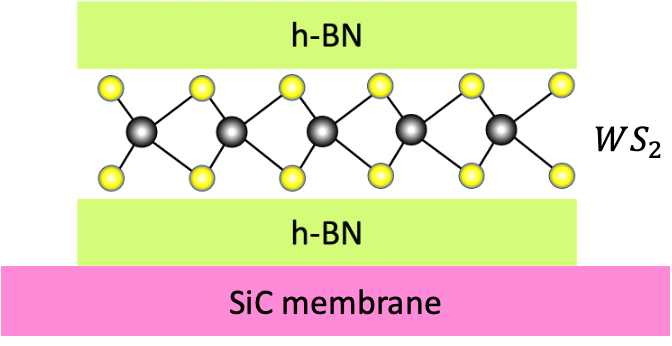 h-BN
WS₂
h-BN
SiC membrane